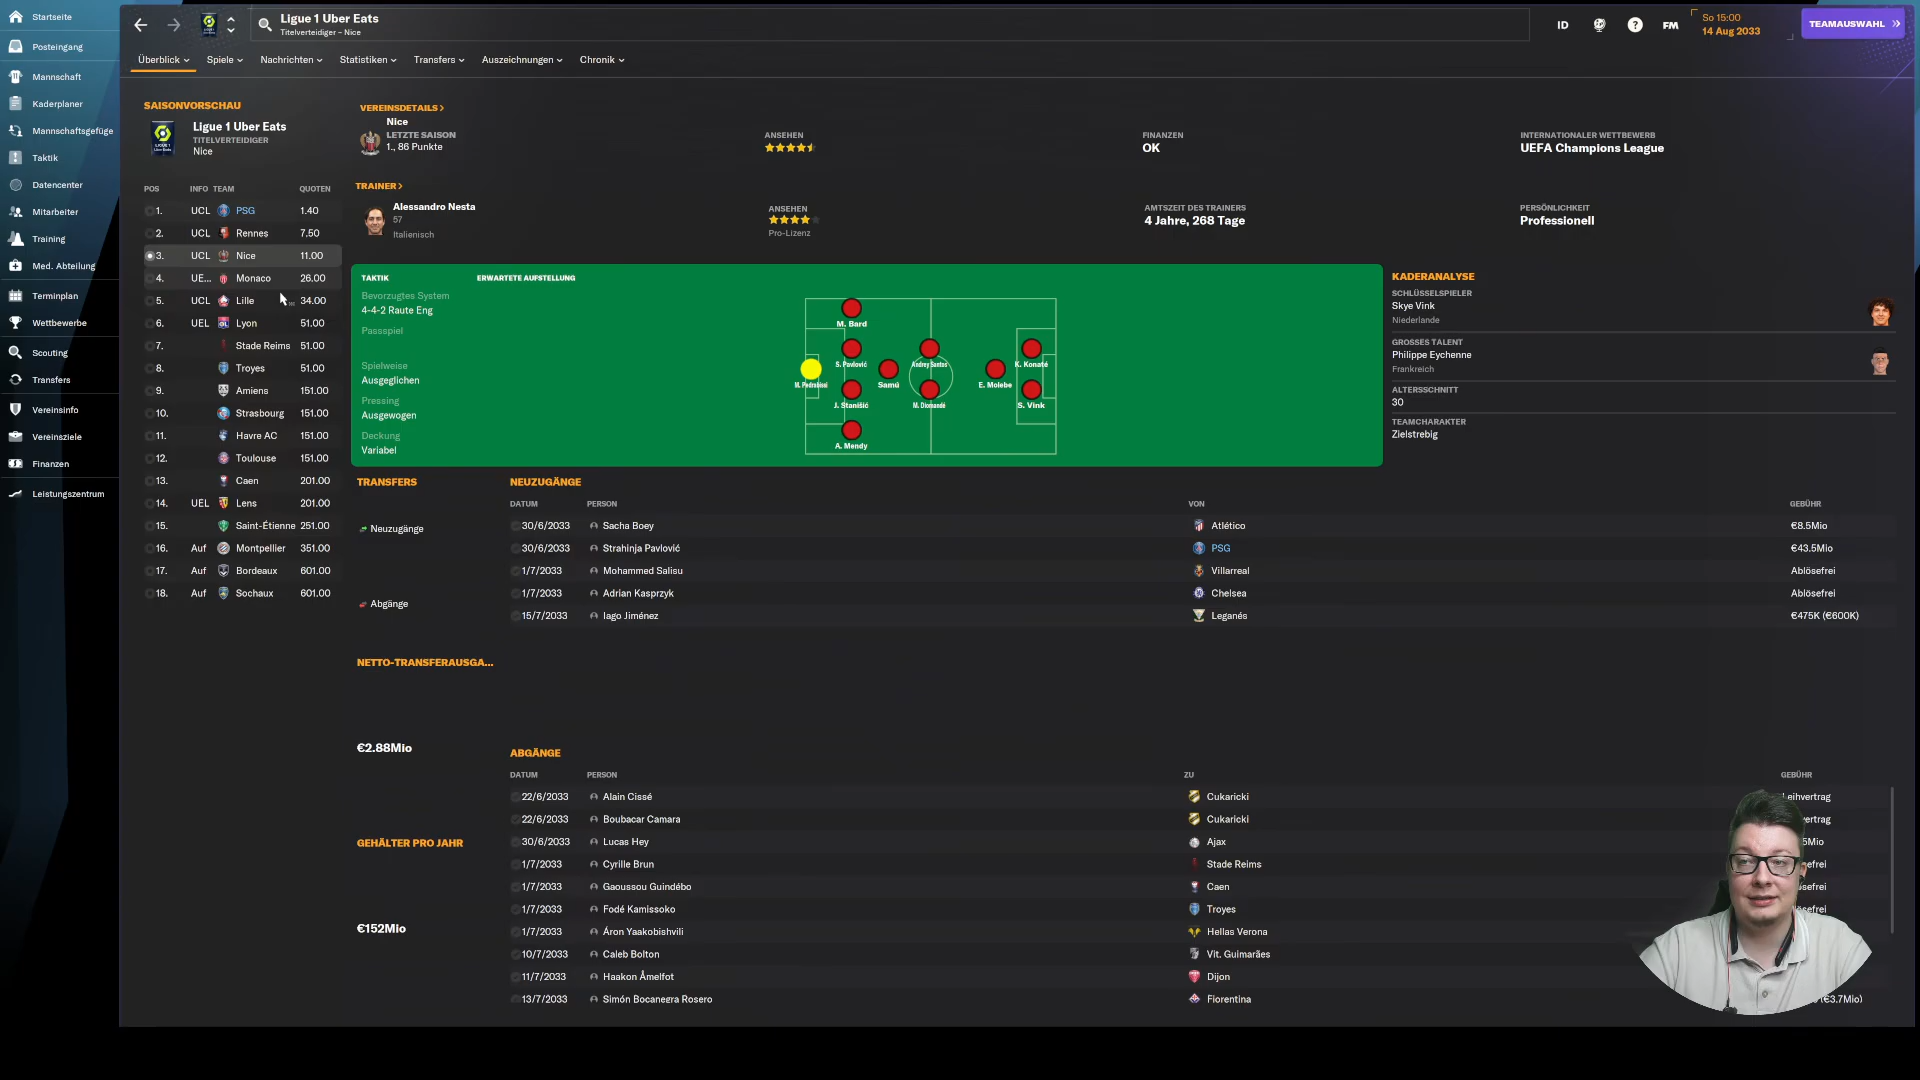 Startseite
Posteingang
Mannschaft
Kaderplaner
Mannschaftsgefüge
Taktik
Datencenter
Mitarbeiter
Training
Med. Abteilung
Terminplan
Wettbewerbe
Scouting
Transfers
Vereinsinfo
Vereinsziele
Finanzen
Leistungszentrum
Ligue 1 Uber Eats
Titelverteidiger – Nice
ID
FM
So 15:00
14 Aug 2033
TEAMAUSWAHL
Überblick Spiele Nachrichten Statistiken Transfers Auszeichnungen Chronik
SAISONVORSCHAU
Ligue 1 Uber Eats
TITELVERTEIDIGER
Nice
POS INFO TEAM QUOTEN
1. UCL PSG 1.40
2. UCL Rennes 7.50
3. UCL Nice 11.00
4. UE... Monaco 26.00
5. UCL Lille 34.00
6. UEL Lyon 51.00
7. Stade Reims 51.00
8. Troyes 51.00
9. Amiens 151.00
10. Strasbourg 151.00
11. Havre AC 151.00
12. Toulouse 151.00
13. Caen 201.00
14. UEL Lens 201.00
15. Saint-Étienne 251.00
16. Auf Montpellier 351.00
17. Auf Bordeaux 601.00
18. Auf Sochaux 601.00
VEREINSDETAILS >
Nice
LETZTE SAISON
1., 86 Punkte
ANSEHEN
FINANZEN
OK
INTERNATIONALER WETTBEWERB
UEFA Champions League
TRAINER >
Alessandro Nesta
57
Italienisch
ANSEHEN
Pro-Lizenz
AMTSZEIT DES TRAINERS
4 Jahre, 268 Tage
PERSÖNLICHKEIT
Professionell
TAKTIK
Bevorzugtes System
4-4-2 Raute Eng
Passspiel
Spielweise
Ausgeglichen
Pressing
Ausgewogen
Deckung
Variabel
ERWARTETE AUFSTELLUNG
M. Bard
S. Pavlović
Andrey Santos
K. Konaté
Samú
E. Molebe
J. Stanišić
M. Diomandé
S. Vink
A. Mendy
KADERANALYSE
SCHLÜSSELSPIELER
Skye Vink
Niederlande
GROSSES TALENT
Philippe Eychenne
Frankreich
ALTERSSCHNITT
30
TEAMCHARAKTER
Zielstrebig
TRANSFERS
Neuzugänge
Abgänge
NETTO-TRANSFERAUSGA...
€2.88Mio
GEHÄLTER PRO JAHR
€152Mio
NEUZUGÄNGE
DATUM PERSON VON GEBÜHR
30/6/2033 Sacha Boey Atlético €8.5Mio
30/6/2033 Strahinja Pavlović PSG €43.5Mio
1/7/2033 Mohammed Salisu Villarreal Ablösefrei
1/7/2033 Adrian Kasprzyk Chelsea Ablösefrei
15/7/2033 Iago Jiménez Leganés €475K (€600K)
ABGÄNGE
DATUM PERSON ZU GEBÜHR
22/6/2033 Alain Cissé Cukaricki Leihvertrag
22/6/2033 Boubacar Camara Cukaricki
30/6/2033 Lucas Hey Ajax
1/7/2033 Cyrille Brun Stade Reims
1/7/2033 Gaoussou Guindébo Caen
1/7/2033 Fodé Kamissoko Troyes
1/7/2033 Áron Yaakobishvili Hellas Verona
10/7/2033 Caleb Bolton Vit. Guimarães
11/7/2033 Haakon Åmelfot Dijon
13/7/2033 Simón Bocanegra Rosero Fiorentina (€3.7Mio)